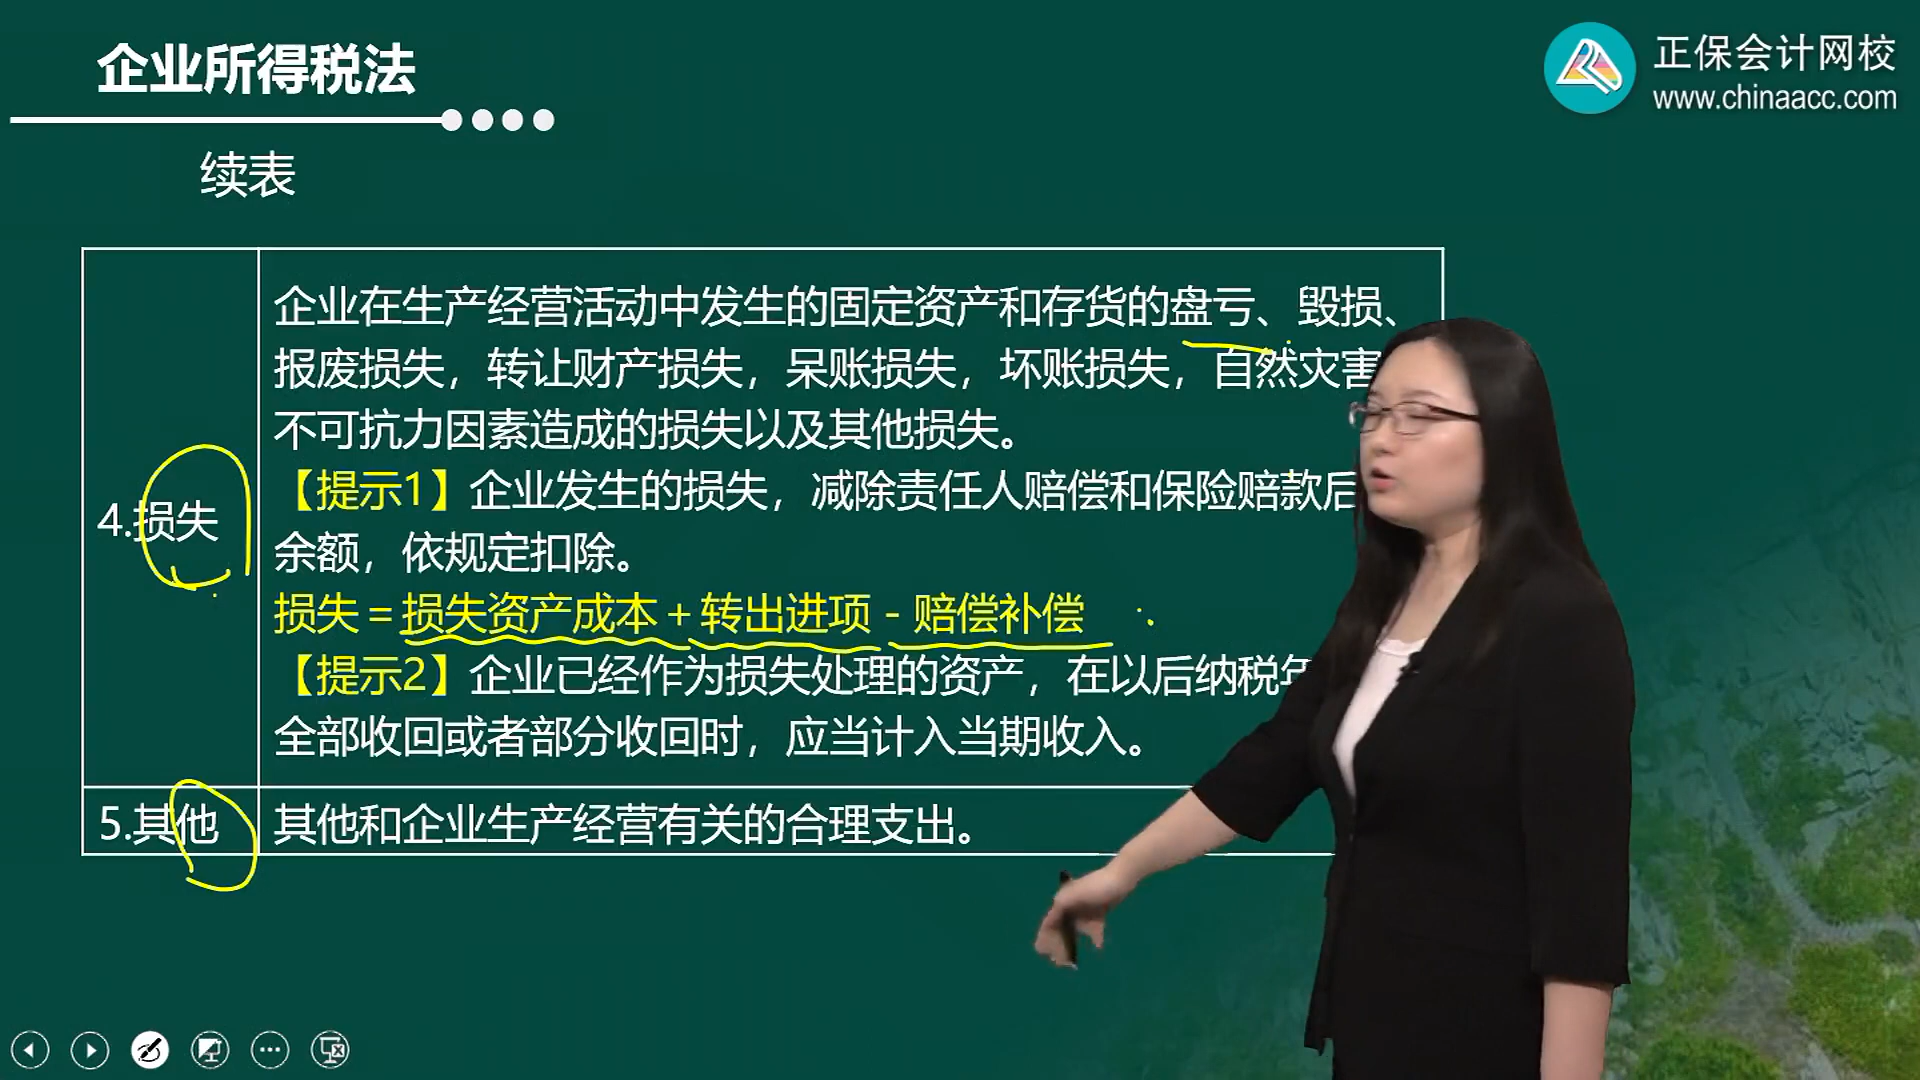 企业所得税法
正保会计网校
www.chinaacc.com
续表
4.损失
企业在生产经营活动中发生的固定资产和存货的盘亏、毁损、
报废损失，转让财产损失，呆账损失，坏账损失，自然灾害
不可抗力因素造成的损失以及其他损失。
【提示1】企业发生的损失，减除责任人赔偿和保险赔款后
余额，依规定扣除。
损失＝损失资产成本＋转出进项－赔偿补偿
【提示2】企业已经作为损失处理的资产，在以后纳税年
全部收回或者部分收回时，应当计入当期收入。
5.其他
其他和企业生产经营有关的合理支出。